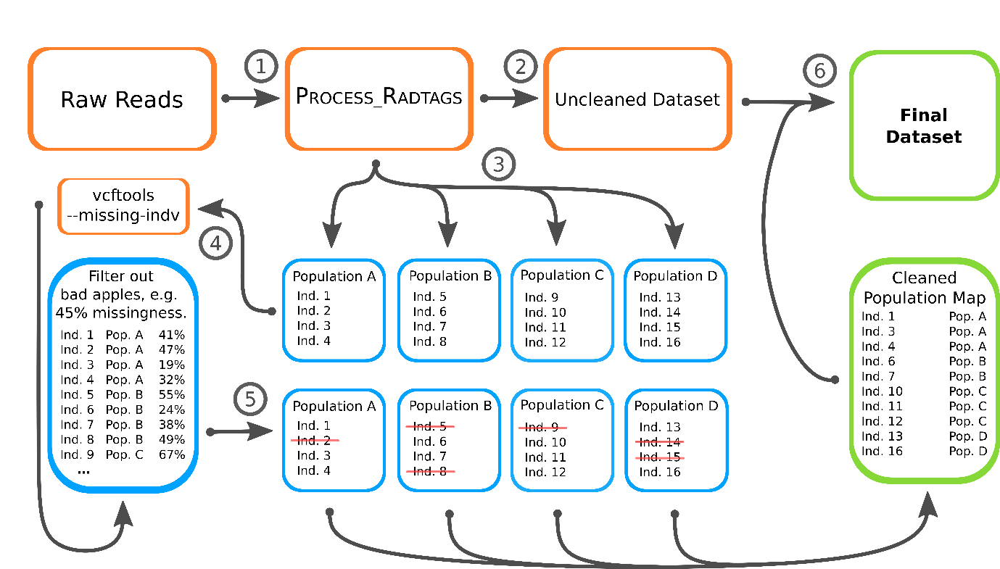 1
2
6
Raw Reads
PROCESS_RADTAGS
Uncleaned Dataset
Final
Dataset
3
vcftools
--missing-indv
4
Filter out
bad apples, e.g.
45% missingness.
Ind. 1 Pop. A 41%
Ind. 2 Pop. A 47%
Ind. 3 Pop. A 19%
Ind. 4 Pop. A 32%
Ind. 5 Pop. B 55%
Ind. 6 Pop. B 24%
Ind. 7 Pop. B 38%
Ind. 8 Pop. B 49%
Ind. 9 Pop. C 67%
...
Population A
Ind. 1
Ind. 2
Ind. 3
Ind. 4
Population B
Ind. 5
Ind. 6
Ind. 7
Ind. 8
Population C
Ind. 9
Ind. 10
Ind. 11
Ind. 12
Population D
Ind. 13
Ind. 14
Ind. 15
Ind. 16
5
Population A
Ind. 1
Ind. 2
Ind. 3
Ind. 4
Population B
Ind. 5
Ind. 6
Ind. 7
Ind. 8
Population C
Ind. 9
Ind. 10
Ind. 11
Ind. 12
Population D
Ind. 13
Ind. 14
Ind. 15
Ind. 16
Cleaned
Population Map
Ind. 1 Pop. A
Ind. 3 Pop. A
Ind. 4 Pop. A
Ind. 6 Pop. B
Ind. 7 Pop. B
Ind. 10 Pop. C
Ind. 11 Pop. C
Ind. 12 Pop. C
Ind. 13 Pop. D
Ind. 16 Pop. D